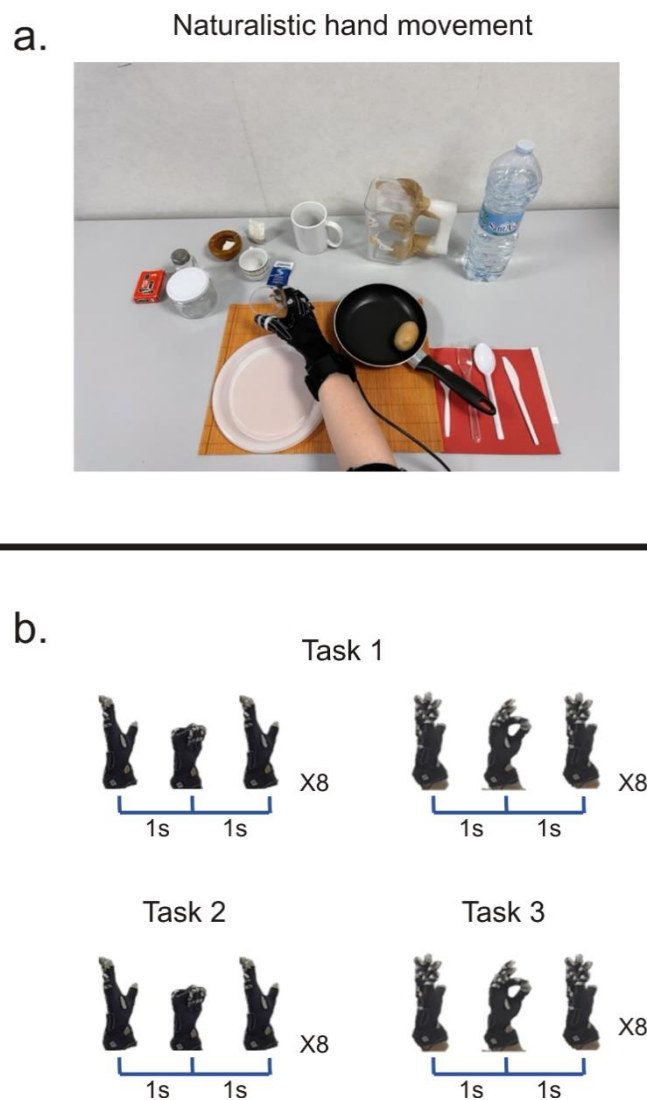 a.
Naturalistic hand movement
b.
Task 1
X8
X8
1s
1s
1s
1s
Task 2
Task 3
X8
X8
1s
1s
1s
1s